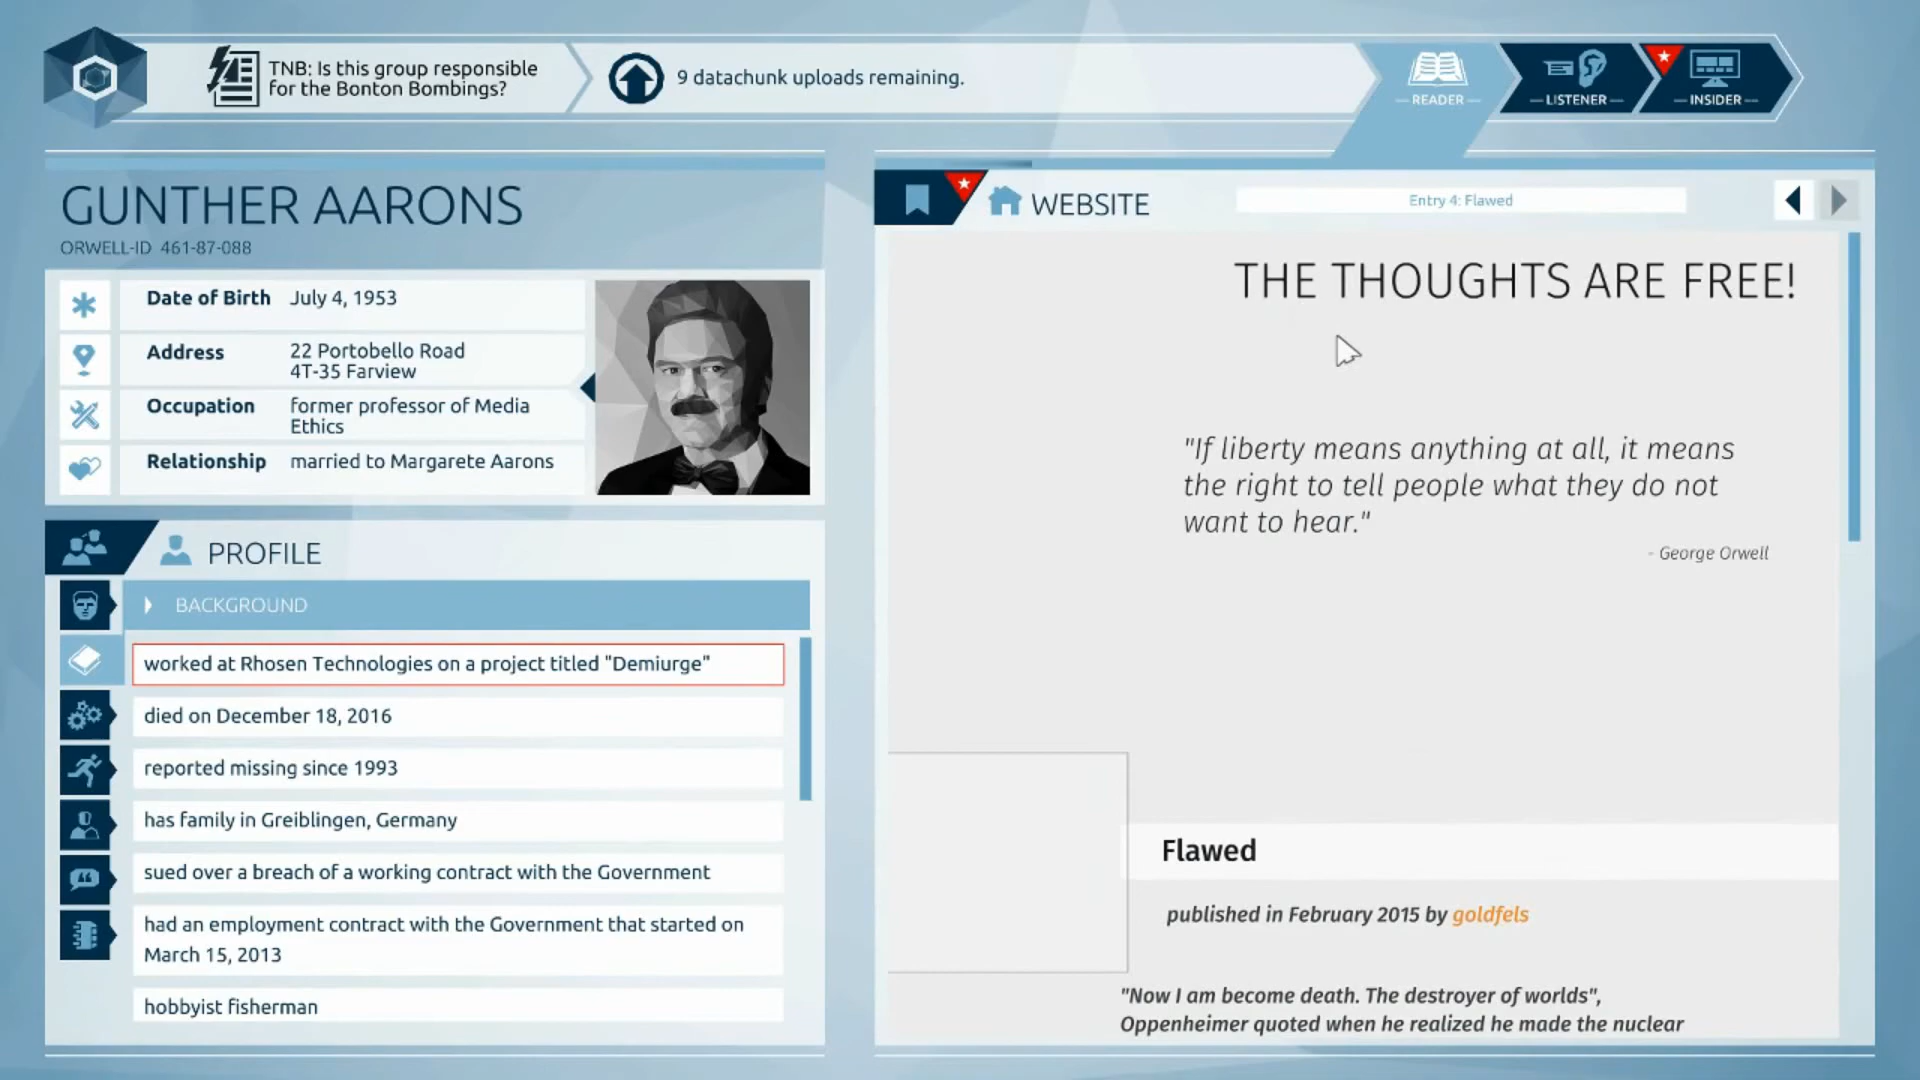 TNB: Is this group responsible
for the Bonton Bombings?
9 datachunk uploads remaining.
READER
LISTENER
INSIDER
GUNTHER AARONS
ORWELL-ID 461-87-088
Date of Birth July 4, 1953
Address 22 Portobello Road
4T-35 Farview
Occupation former professor of Media
Ethics
Relationship married to Margarete Aarons
PROFILE
BACKGROUND
worked at Rhosen Technologies on a project titled "Demiurge"
died on December 18, 2016
reported missing since 1993
has family in Greiblingen, Germany
sued over a breach of a working contract with the Government
had an employment contract with the Government that started on
March 15, 2013
hobbyist fisherman
WEBSITE
Entry 4: Flawed
THE THOUGHTS ARE FREE!
"If liberty means anything at all, it means
the right to tell people what they do not
want to hear."
- George Orwell
Flawed
published in February 2015 by goldfels
"Now I am become death. The destroyer of worlds",
Oppenheimer quoted when he realized he made the nuclear